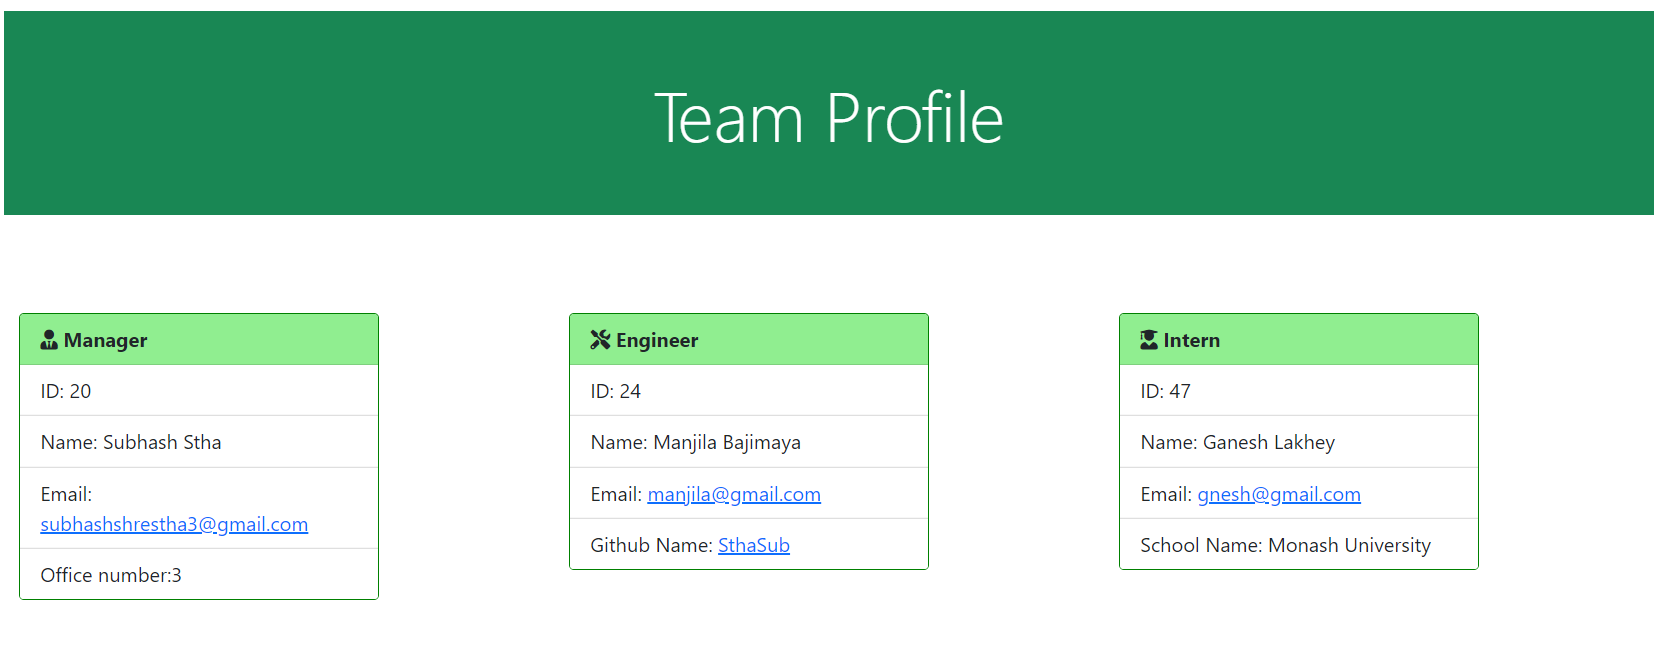 Team Profile
Manager
ID: 20
Name: Subhash Stha
Email:
subhashshrestha3@gmail.com
Office number:3
Engineer
ID: 24
Name: Manjila Bajimaya
Email: manjila@gmail.com
Github Name: SthaSub
Intern
ID: 47
Name: Ganesh Lakhey
Email: gnesh@gmail.com
School Name: Monash University